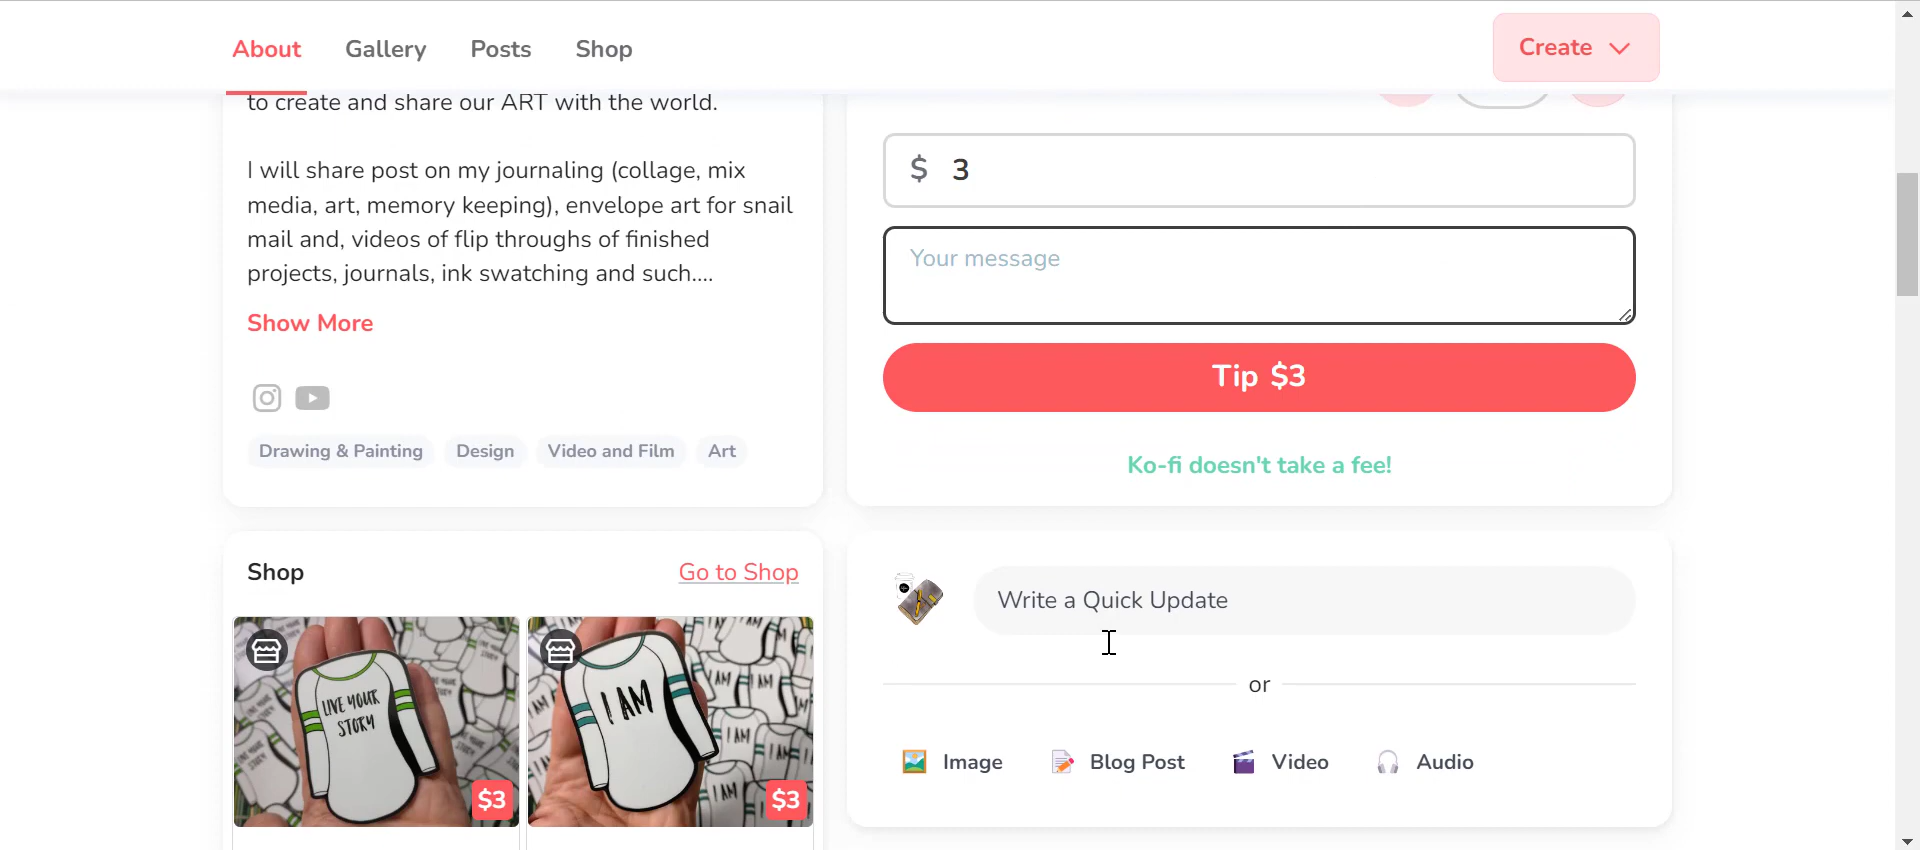 About
Gallery
Posts
Shop
Create
to create and share our ART with the world.
I will share post on my journaling (collage, mix
media, art, memory keeping), envelope art for snail
mail and, videos of flip throughs of finished
projects, journals, ink swatching and such....
Show More
Drawing & Painting
Design
Video and Film
Art
$ 3
Your message
Tip $3
Ko-fi doesn't take a fee!
Shop
Go to Shop
LIVE YOUR
STORY
$3
I AM
I AM
I AM
I AM
I AM
$3
Write a Quick Update
or
Image
Blog Post
Video
Audio